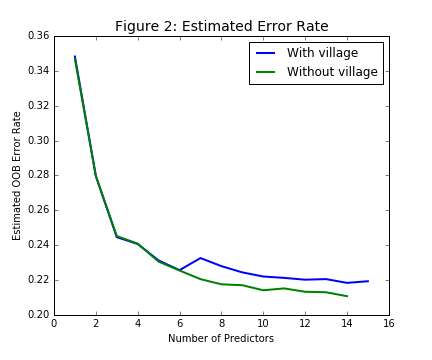 Figure 2: Estimated Error Rate
With village
Without village
0.36
0.34
0.32
0.30
0.28
0.26
0.24
0.22
0.20
Estimated OOB Error Rate
0 2 4 6 8 10 12 14 16
Number of Predictors